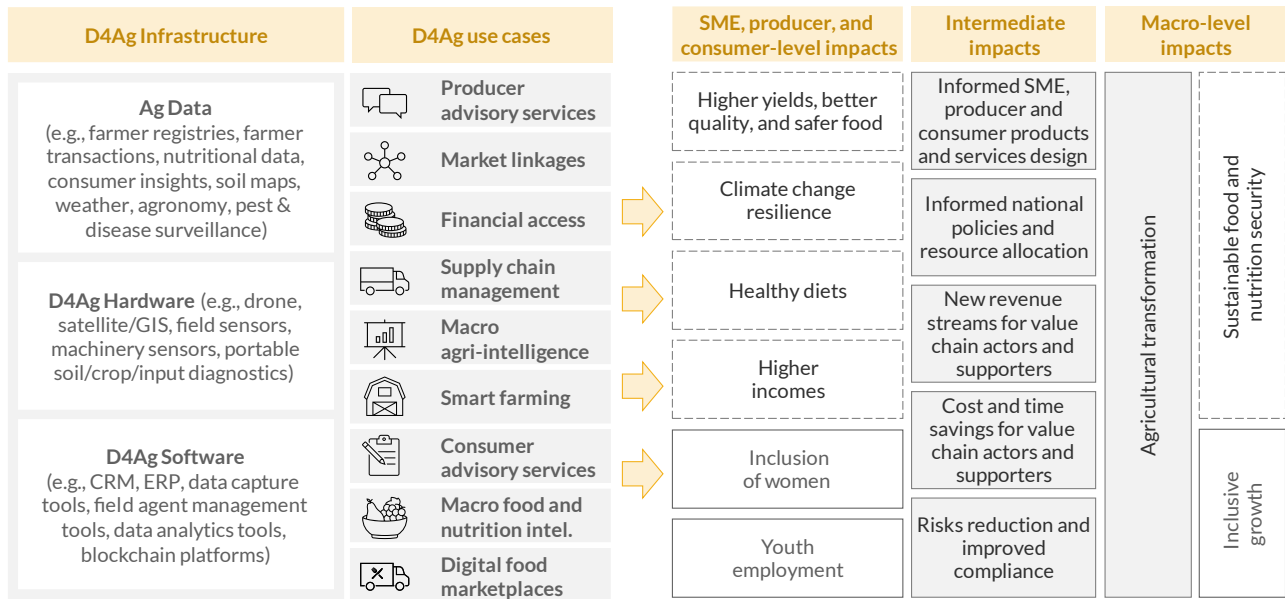 D4Ag Infrastructure
Ag Data
(e.g., farmer registries, farmer
transactions, nutritional data,
consumer insights, soil maps,
weather, agronomy, pest &
disease surveillance)
D4Ag Hardware (e.g., drone,
satellite/GIS, field sensors,
machinery sensors, portable
soil/crop/input diagnostics)
D4Ag Software
(e.g., CRM, ERP, data capture
tools, field agent management
tools, data analytics tools,
blockchain platforms)
D4Ag use cases
Producer
advisory services
Market linkages
Financial access
Supply chain
management
Macro
agri-intelligence
Smart farming
Consumer
advisory services
Macro food and
nutrition intel.
Digital food
marketplaces
SME, producer, and
consumer-level impacts
Higher yields, better
quality, and safer food
Climate change
resilience
Healthy diets
Higher
incomes
Inclusion
of women
Youth
employment
Intermediate
impacts
Informed SME,
producer and
consumer products
and services design
Informed national
policies and
resource allocation
New revenue
streams for value
chain actors and
supporters
Cost and time
savings for value
chain actors and
supporters
Risks reduction and
improved
compliance
Macro-level
impacts
Agricultural transformation
Sustainable food and
nutrition security
Inclusive
growth